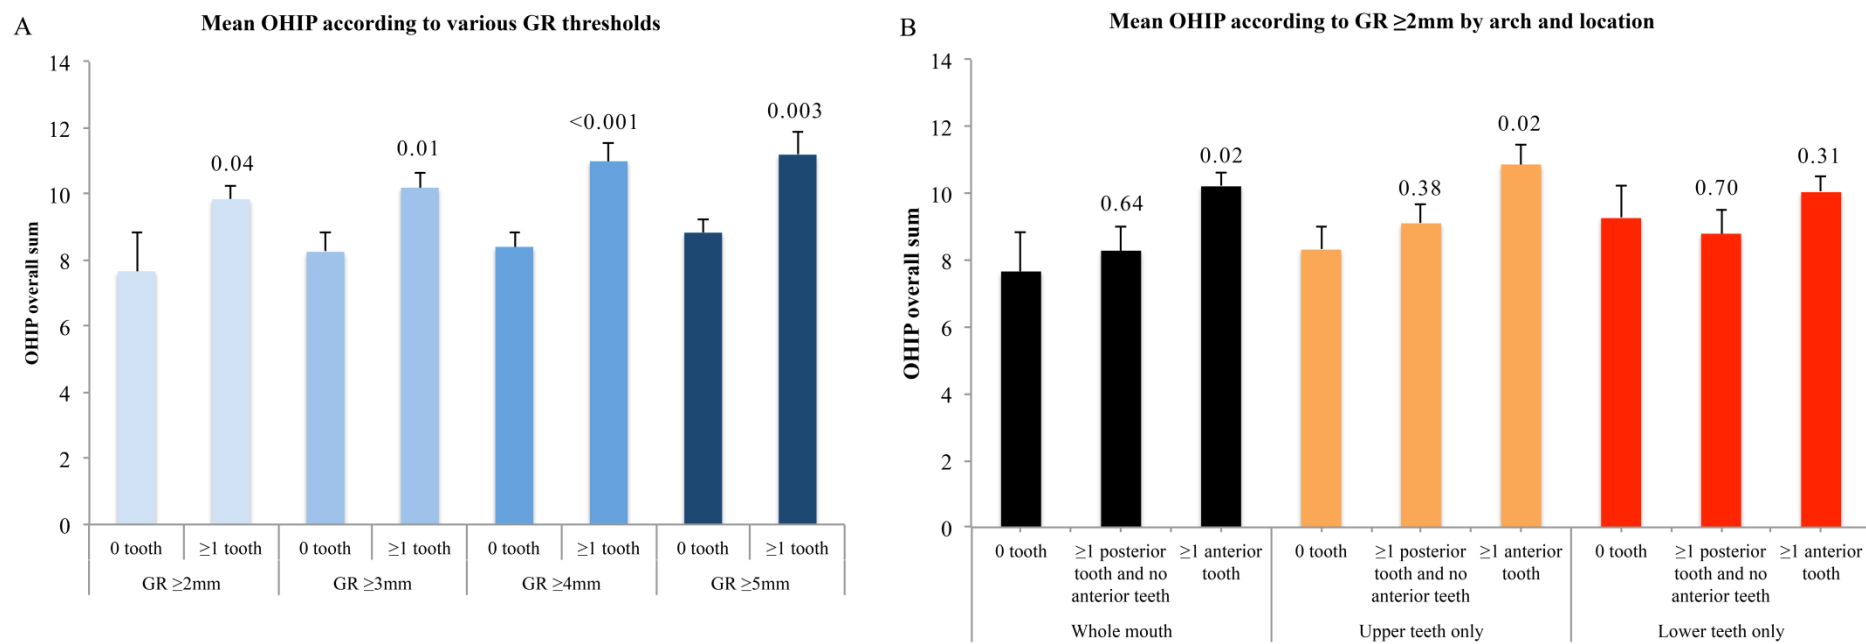 A
Mean OHIP according to various GR thresholds
OHIP overall sum
14
12
10
8
6
4
2
0
0.04
0.01
<0.001
0.003
0 tooth
≥1 tooth
0 tooth
≥1 tooth
0 tooth
≥1 tooth
0 tooth
≥1 tooth
GR ≥2mm
GR ≥3mm
GR ≥4mm
GR ≥5mm
B
Mean OHIP according to GR ≥2mm by arch and location
OHIP overall sum
14
12
10
8
6
4
2
0
0.64
0.02
0.38
0.02
0.70
0.31
0 tooth
≥1 posterior
tooth and no
anterior teeth
≥1 anterior
tooth
0 tooth
≥1 posterior
tooth and no
anterior teeth
≥1 anterior
tooth
0 tooth
≥1 posterior
tooth and no
anterior teeth
≥1 anterior
tooth
Whole mouth
Upper teeth only
Lower teeth only